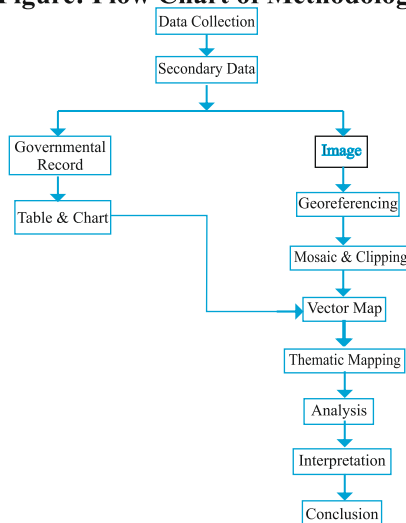 Figure: Flow Chart of Methodolog
Data Collection
Secondary Data
Governmental
Record
Image
Table & Chart
Georeferencing
Mosaic & Clipping
Vector Map
Thematic Mapping
Analysis
Interpretation
Conclusion